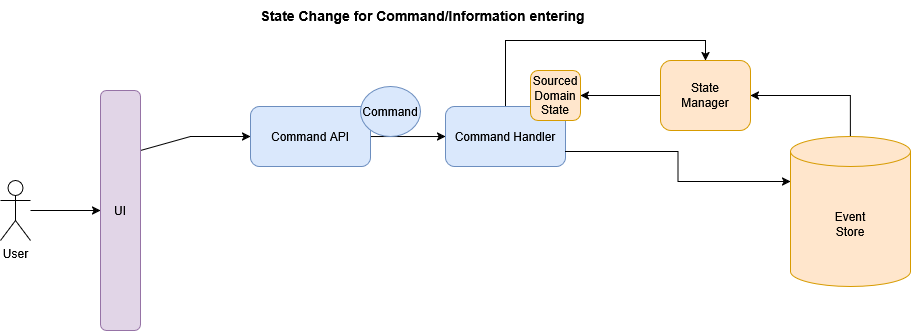 State Change for Command/Information entering
User
UI
Command API
Command
Command Handler
Sourced
Domain
State
State
Manager
Event
Store